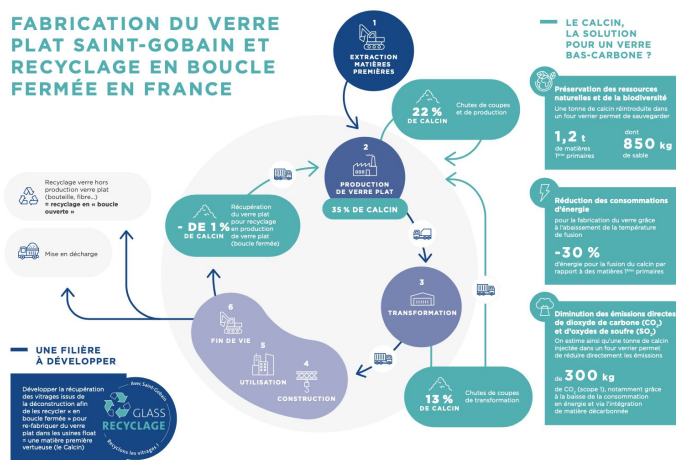 FABRICATION DU VERRE
PLAT SAINT-GOBAIN ET
RECYCLAGE EN BOUCLE
FERMÉE EN FRANCE
1
EXTRACTION
MATIÈRES
PREMIÈRES
22 %
DE CALCIN
Chutes de coupes
et de production
2
PRODUCTION
DE VERRE PLAT
35 % DE CALCIN
- DE 1 %
DE CALCIN
Récupération
du verre plat
pour recyclage
en production
de verre plat
(boucle fermée)
Recyclage verre hors
production verre plat
(bouteille, fibre...)
= recyclage en « boucle
ouverte »
Mise en décharge
3
TRANSFORMATION
13 %
DE CALCIN
Chutes de coupes
de transformation
4
CONSTRUCTION
5
UTILISATION
6
FIN DE VIE
UNE FILIÈRE
À DÉVELOPPER
Développer la récupération
des vitrages issus de
la déconstruction afin
de les recycler « en
boucle fermée » pour
re-fabriquer du verre
plat dans les usines float
= une matière première
vertueuse (le Calcin)
Avec Saint-Gobain
GLASS
RECYCLAGE
Recyclons les vitrages !
LE CALCIN,
LA SOLUTION
POUR UN VERRE
BAS-CARBONE ?
Préservation des ressources
naturelles et de la biodiversité
Une tonne de calcin réintroduite dans
un four verrier permet de sauvegarder
1,2 t
de matières
1ères primaires
dont
850 kg
de sable
Réduction des consommations
d'énergie
pour la fabrication du verre grâce
à l'abaissement de la température
de fusion
-30 %
d'énergie pour la fusion du calcin par
rapport à des matières 1ères primaires
Diminution des émissions directes
de dioxyde de carbone (CO₂)
et d'oxydes de soufre (SO₂)
On estime ainsi qu'une tonne de calcin
injectée dans un four verrier permet
de réduire directement les émissions
de 300 kg
de CO₂ (scope 1), notamment grâce
à la baisse de la consommation
en énergie et via l'intégration
de matière décarbonnée